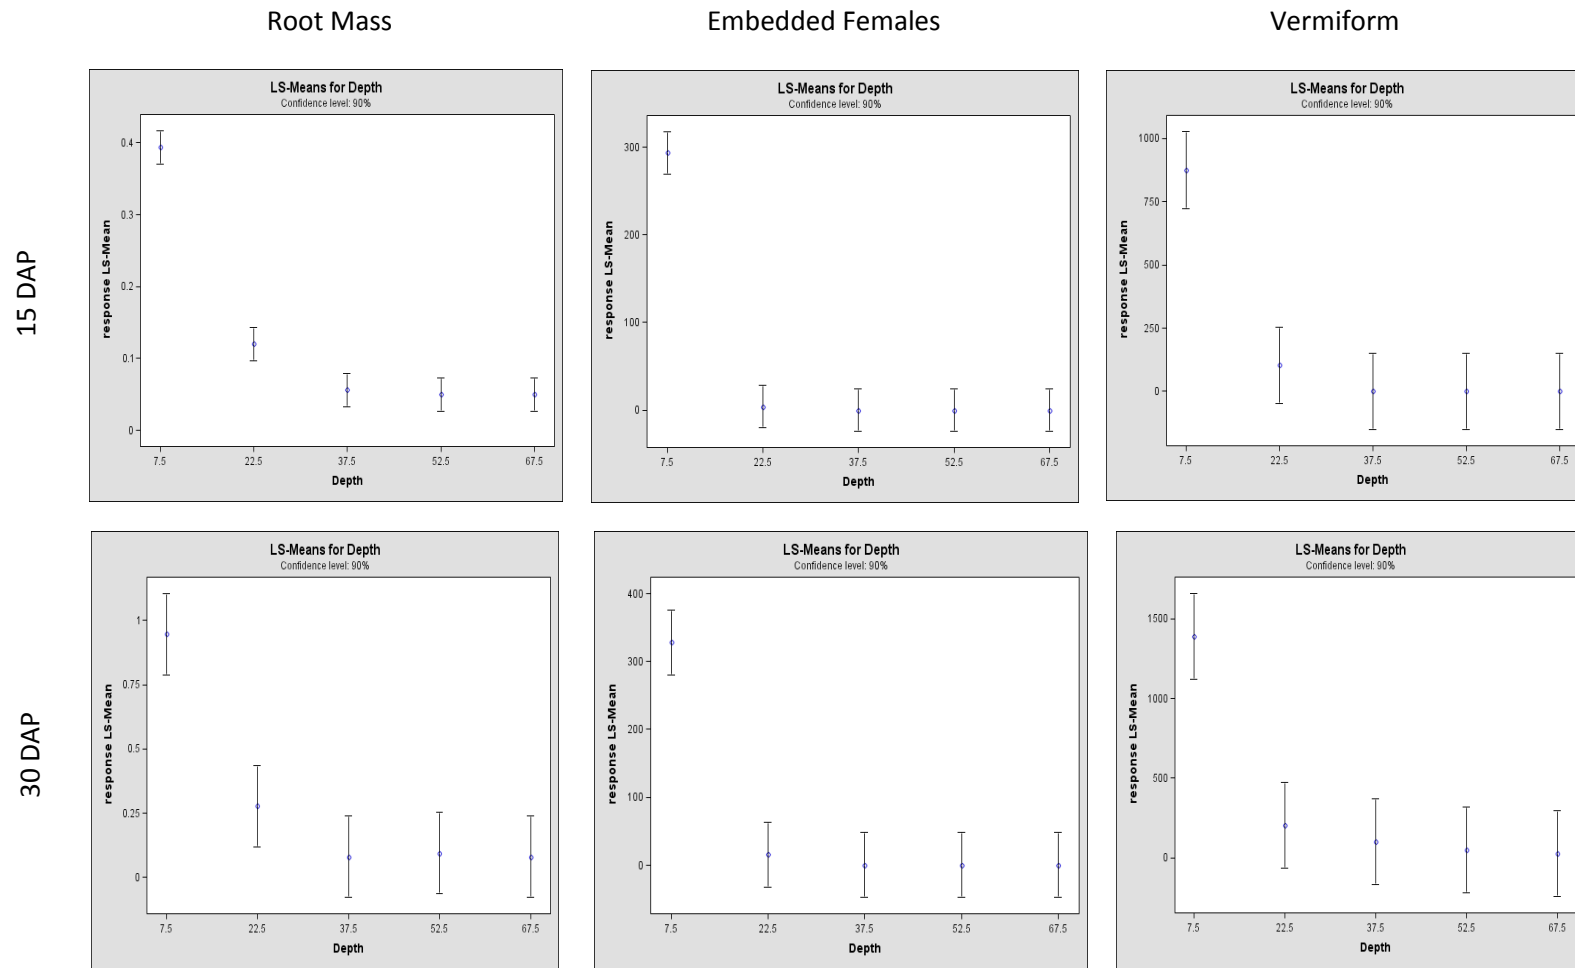 Root Mass
Embedded Females
Vermiform
15 DAP
LS-Means for Depth
Confidence level: 90%
response LS-Mean
0.4
0.3
0.2
0.1
0
7.5 22.5 37.5 52.5 67.5
Depth
LS-Means for Depth
Confidence level: 90%
response LS-Mean
300
200
100
0
7.5 22.5 37.5 52.5 67.5
Depth
LS-Means for Depth
Confidence level: 90%
response LS-Mean
1000
750
500
250
0
7.5 22.5 37.5 52.5 67.5
Depth
30 DAP
LS-Means for Depth
Confidence level: 90%
response LS-Mean
1
0.75
0.5
0.25
0
7.5 22.5 37.5 52.5 67.5
Depth
LS-Means for Depth
Confidence level: 90%
response LS-Mean
400
300
200
100
0
7.5 22.5 37.5 52.5 67.5
Depth
LS-Means for Depth
Confidence level: 90%
response LS-Mean
1500
1000
500
0
7.5 22.5 37.5 52.5 67.5
Depth